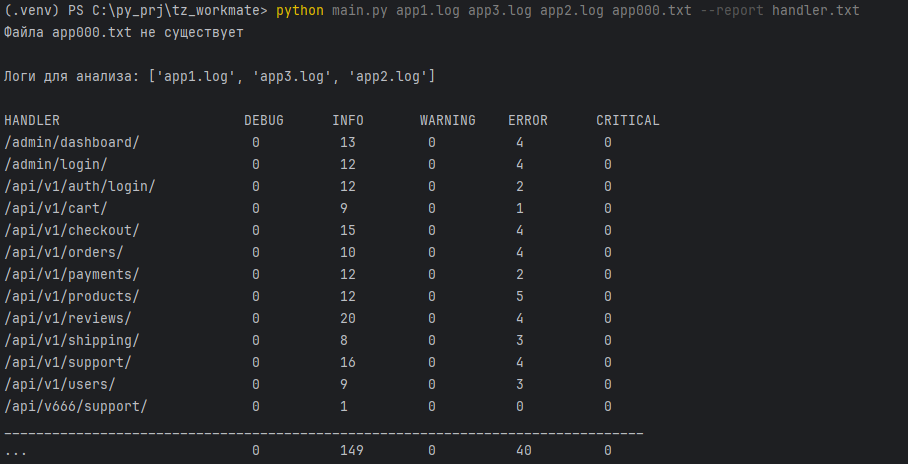 (.venv) PS C:\py_prj\tz_workmate> python main.py app1.log app3.log app2.log app000.txt --report handler.txt
Файла app000.txt не существует
Логи для анализа: ['app1.log', 'app3.log', 'app2.log']
HANDLER DEBUG INFO WARNING ERROR CRITICAL
/admin/dashboard/ 0 13 0 4 0
/admin/login/ 0 12 0 4 0
/api/v1/auth/login/ 0 12 0 2 0
/api/v1/cart/ 0 9 0 1 0
/api/v1/checkout/ 0 15 0 4 0
/api/v1/orders/ 0 10 0 4 0
/api/v1/payments/ 0 12 0 2 0
/api/v1/products/ 0 12 0 5 0
/api/v1/reviews/ 0 20 0 4 0
/api/v1/shipping/ 0 8 0 3 0
/api/v1/support/ 0 16 0 4 0
/api/v1/users/ 0 9 0 3 0
/api/v666/support/ 0 1 0 0 0
________________________________________________________________________________
... 0 149 0 40 0